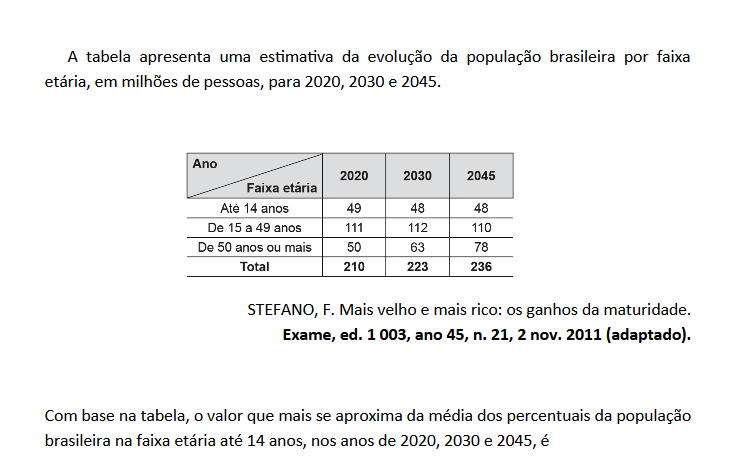 A tabela apresenta uma estimativa da evolução da população brasileira por faixa
etária, em milhões de pessoas, para 2020, 2030 e 2045.
Ano
Faixa etária 2020 2030 2045
Até 14 anos 49 48 48
De 15 a 49 anos 111 112 110
De 50 anos ou mais 50 63 78
Total 210 223 236
STEFANO, F. Mais velho e mais rico: os ganhos da maturidade.
Exame, ed. 1 003, ano 45, n. 21, 2 nov. 2011 (adaptado).
Com base na tabela, o valor que mais se aproxima da média dos percentuais da população
brasileira na faixa etária até 14 anos, nos anos de 2020, 2030 e 2045, é